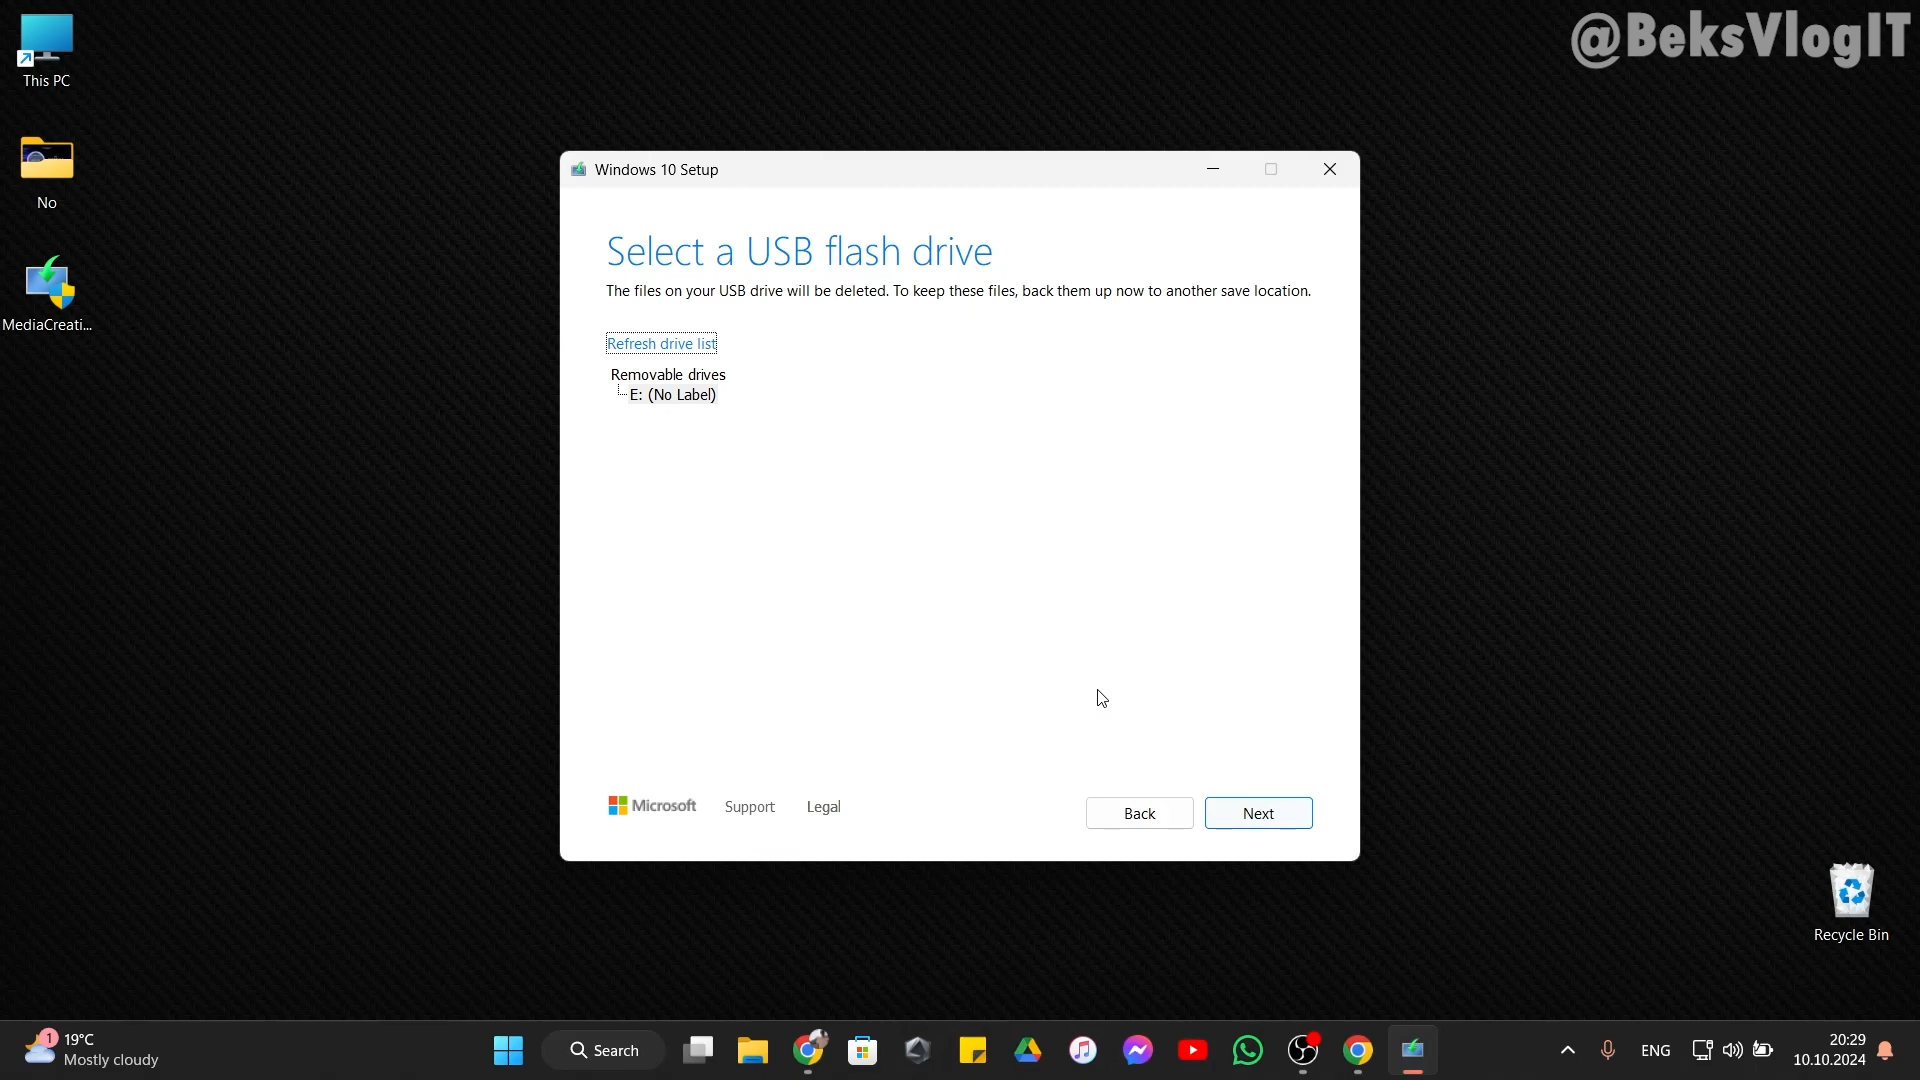 @BeksVlogIT
This PC
No
MediaCreati...
Windows 10 Setup
Select a USB flash drive
The files on your USB drive will be deleted. To keep these files, back them up now to another save location.
Refresh drive list
Removable drives
E: (No Label)
Microsoft
Support
Legal
Back
Next
Recycle Bin
1
19°C
Mostly cloudy
Search
ENG
20:29
10.10.2024